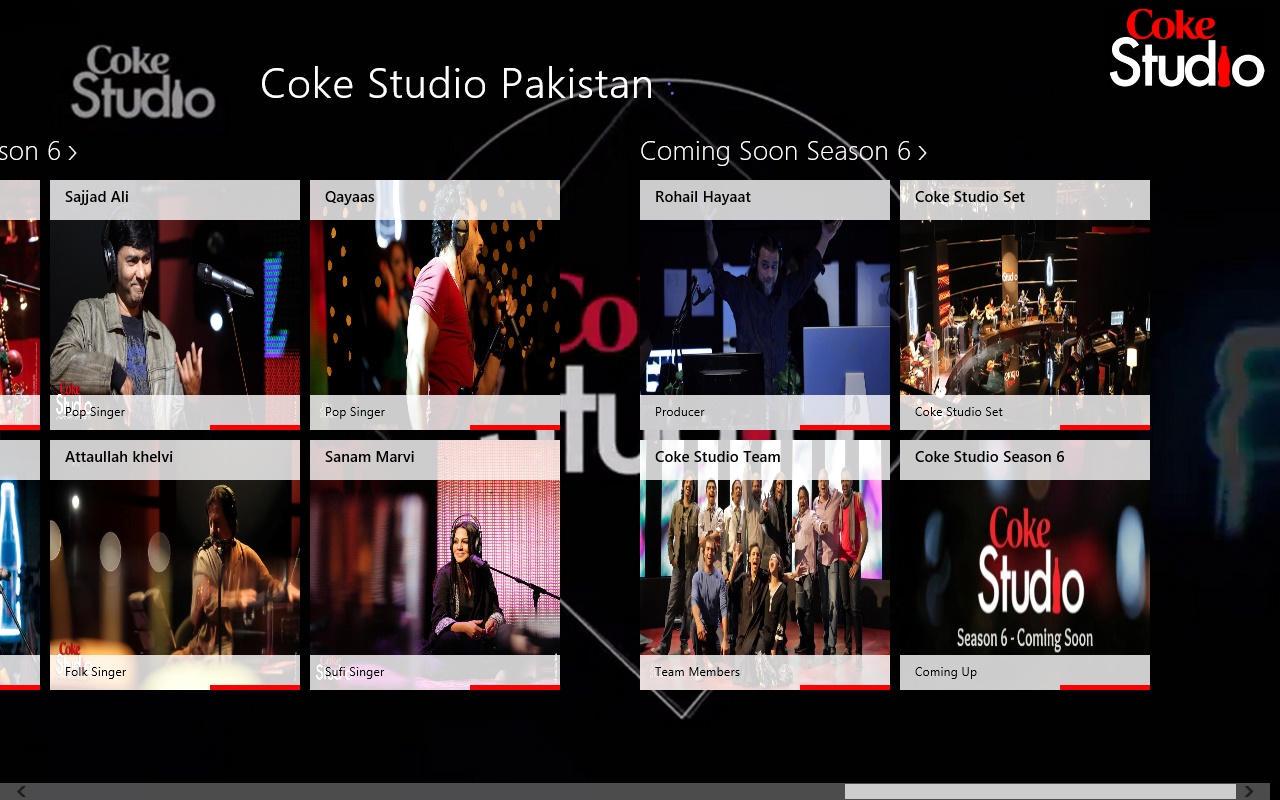 Coke
Studio
Coke Studio Pakistan
Coke
Studio
son 6
Coming Soon Season 6
Sajjad Ali
Qayaas
Rohail Hayaat
Coke Studio Set
Pop Singer
Pop Singer
Producer
Coke Studio Set
Attaullah khelvi
Sanam Marvi
Coke Studio Team
Coke Studio Season 6
Coke
Studio
Season 6 - Coming Soon
Folk Singer
Sufi Singer
Team Members
Coming Up